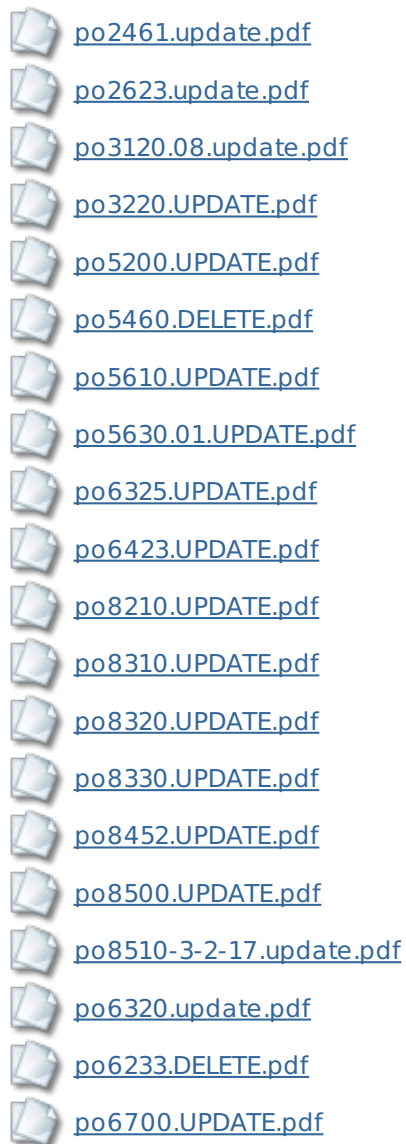 po2461.update.pdf
po2623.update.pdf
po3120.08.update.pdf
po3220.UPDATE.pdf
po5200.UPDATE.pdf
po5460.DELETE.pdf
po5610.UPDATE.pdf
po5630.01.UPDATE.pdf
po6325.UPDATE.pdf
po6423.UPDATE.pdf
po8210.UPDATE.pdf
po8310.UPDATE.pdf
po8320.UPDATE.pdf
po8330.UPDATE.pdf
po8452.UPDATE.pdf
po8500.UPDATE.pdf
po8510-3-2-17.update.pdf
po6320.update.pdf
po6233.DELETE.pdf
po6700.UPDATE.pdf